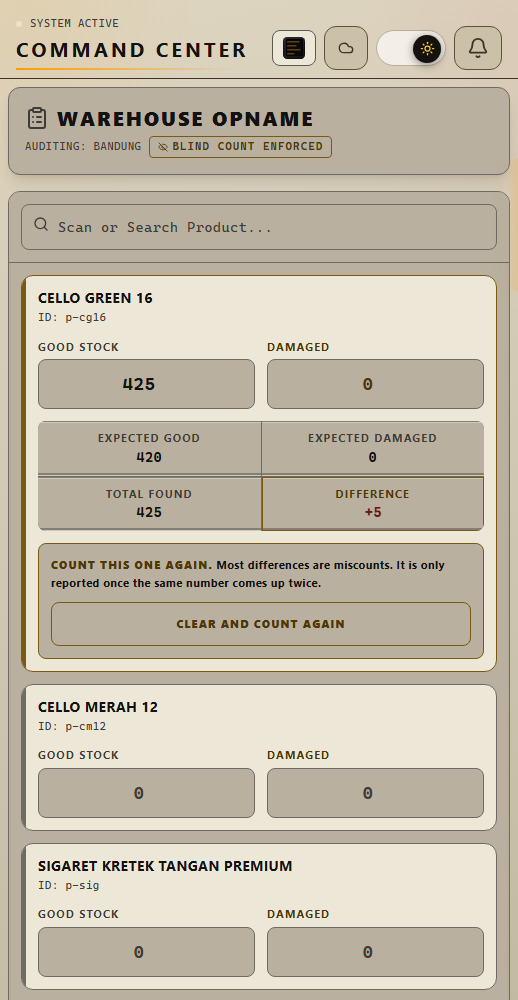 SYSTEM ACTIVE
COMMAND CENTER
WAREHOUSE OPNAME
AUDITING: BANDUNG BLIND COUNT ENFORCED
Scan or Search Product...
CELLO GREEN 16
ID: p-cg16
GOOD STOCK DAMAGED
425 0
EXPECTED GOOD EXPECTED DAMAGED
420 0
TOTAL FOUND DIFFERENCE
425 +5
COUNT THIS ONE AGAIN. Most differences are miscounts. It is only
reported once the same number comes up twice.
CLEAR AND COUNT AGAIN
CELLO MERAH 12
ID: p-cm12
GOOD STOCK DAMAGED
0 0
SIGARET KRETEK TANGAN PREMIUM
ID: p-sig
GOOD STOCK DAMAGED
0 0